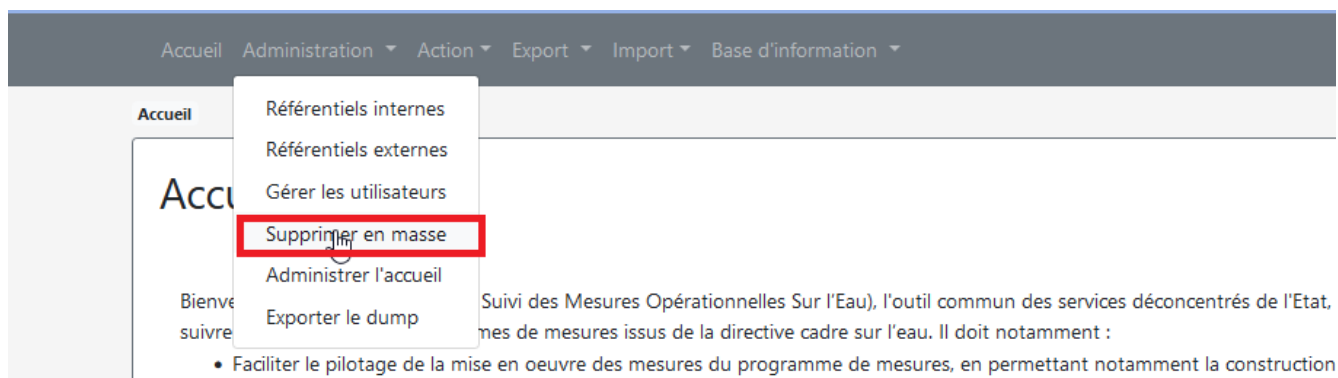 Accueil Administration Action Export Import Base d'information
Accueil
Référentiels internes
Référentiels externes
Gérer les utilisateurs
Supprimer en masse
Administrer l'accueil
Exporter le dump
Accu
Bienve Suivi des Mesures Opérationnelles Sur l'Eau), l'outil commun des services déconcentrés de l'Etat,
suivre mes de mesures issus de la directive cadre sur l'eau. Il doit notamment :
• Faciliter le pilotage de la mise en oeuvre des mesures du programme de mesures, en permettant notamment la construction